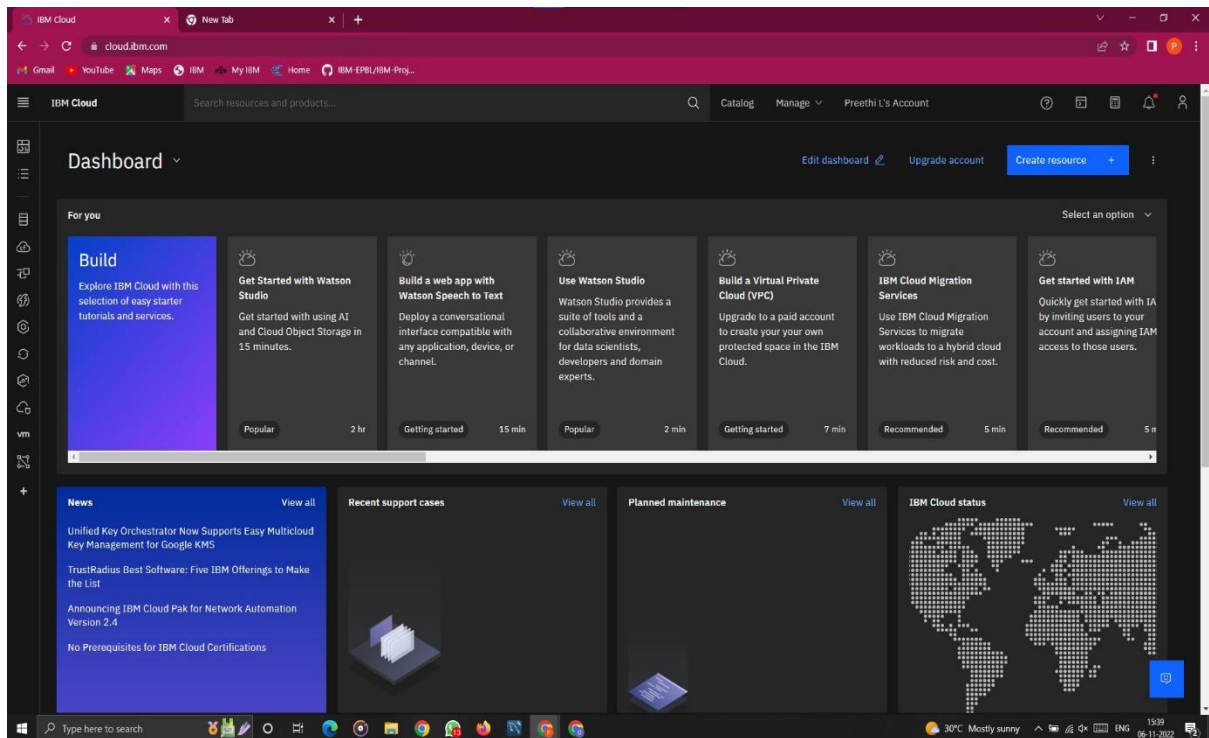 IBM Cloud
New Tab
cloud.ibm.com
P
Gmail
YouTube
Maps
IBM
My IBM
Home
IBM-EPBL/IBM-Proj...
IBM Cloud
Search resources and products...
Catalog
Manage
Preethi L's Account
Dashboard
Edit dashboard
Upgrade account
Create resource +
For you
Select an option
Build
Explore IBM Cloud with this
selection of easy starter
tutorials and services.
Get Started with Watson
Studio
Get started with using AI
and Cloud Object Storage in
15 minutes.
Popular
2 hr
Build a web app with
Watson Speech to Text
Deploy a conversational
interface compatible with
any application, device, or
channel.
Getting started
15 min
Use Watson Studio
Watson Studio provides a
suite of tools and a
collaborative environment
for data scientists,
developers and domain
experts.
Popular
2 min
Build a Virtual Private
Cloud (VPC)
Upgrade to a paid account
to create your your own
protected space in the IBM
Cloud.
Getting started
7 min
IBM Cloud Migration
Services
Use IBM Cloud Migration
Services to migrate
workloads to a hybrid cloud
with reduced risk and cost.
Recommended
5 min
Get started with IAM
Quickly get started with IA
by inviting users to your
account and assigning IAM
access to those users.
Recommended
5 m
vm
News
View all
Unified Key Orchestrator Now Supports Easy Multicloud
Key Management for Google KMS
TrustRadius Best Software: Five IBM Offerings to Make
the List
Announcing IBM Cloud Pak for Network Automation
Version 2.4
No Prerequisites for IBM Cloud Certifications
Recent support cases
View all
Planned maintenance
View all
IBM Cloud status
View all
Type here to search
30°C Mostly sunny
ENG
15:39
06-11-2022